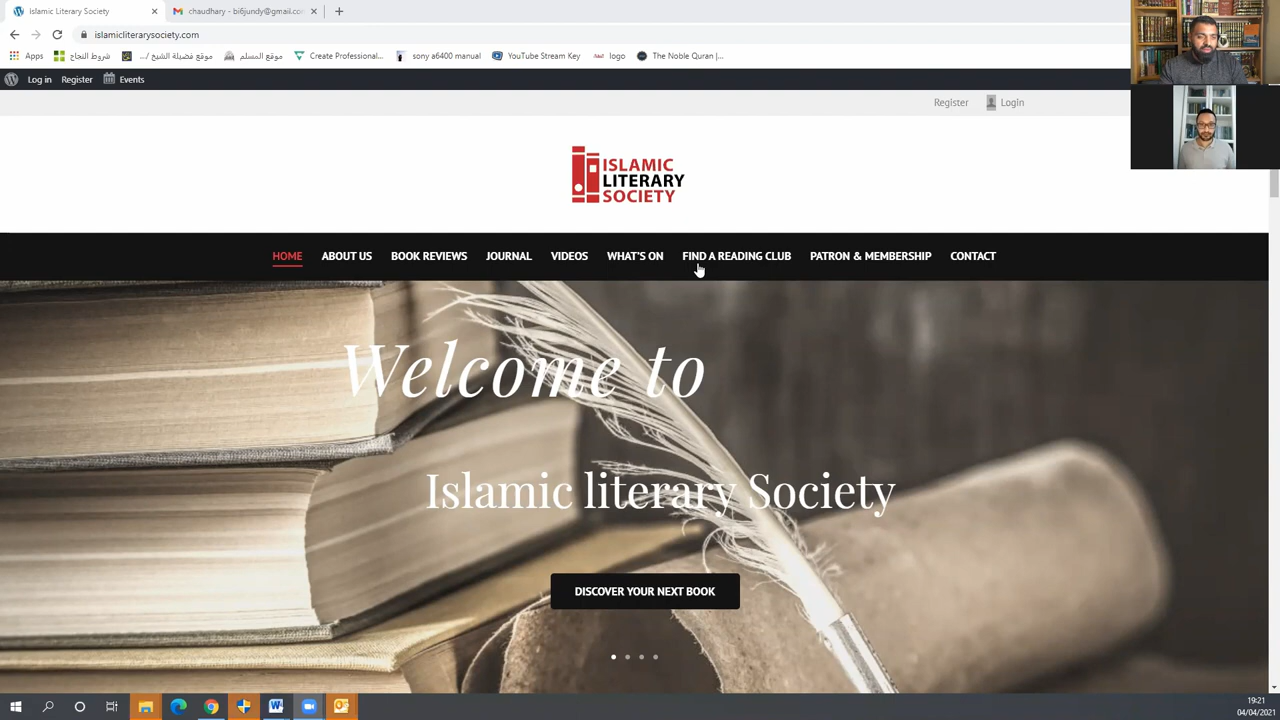 Islamic Literary Society
chaudhary - bi6jundy@gmail.co
islamicliterarysociety.com
Apps
شروط النجاح
موقع فضيلة الشيخ /...
موقع المسلم
Create Professional...
sony a6400 manual
YouTube Stream Key
logo
The Noble Quran |...
Log in
Register
Events
Register
Login
ISLAMIC
LITERARY
SOCIETY
HOME
ABOUT US
BOOK REVIEWS
JOURNAL
VIDEOS
WHAT'S ON
FIND A READING CLUB
PATRON & MEMBERSHIP
CONTACT
Welcome to
Islamic literary Society
DISCOVER YOUR NEXT BOOK
19:21
04/04/2021